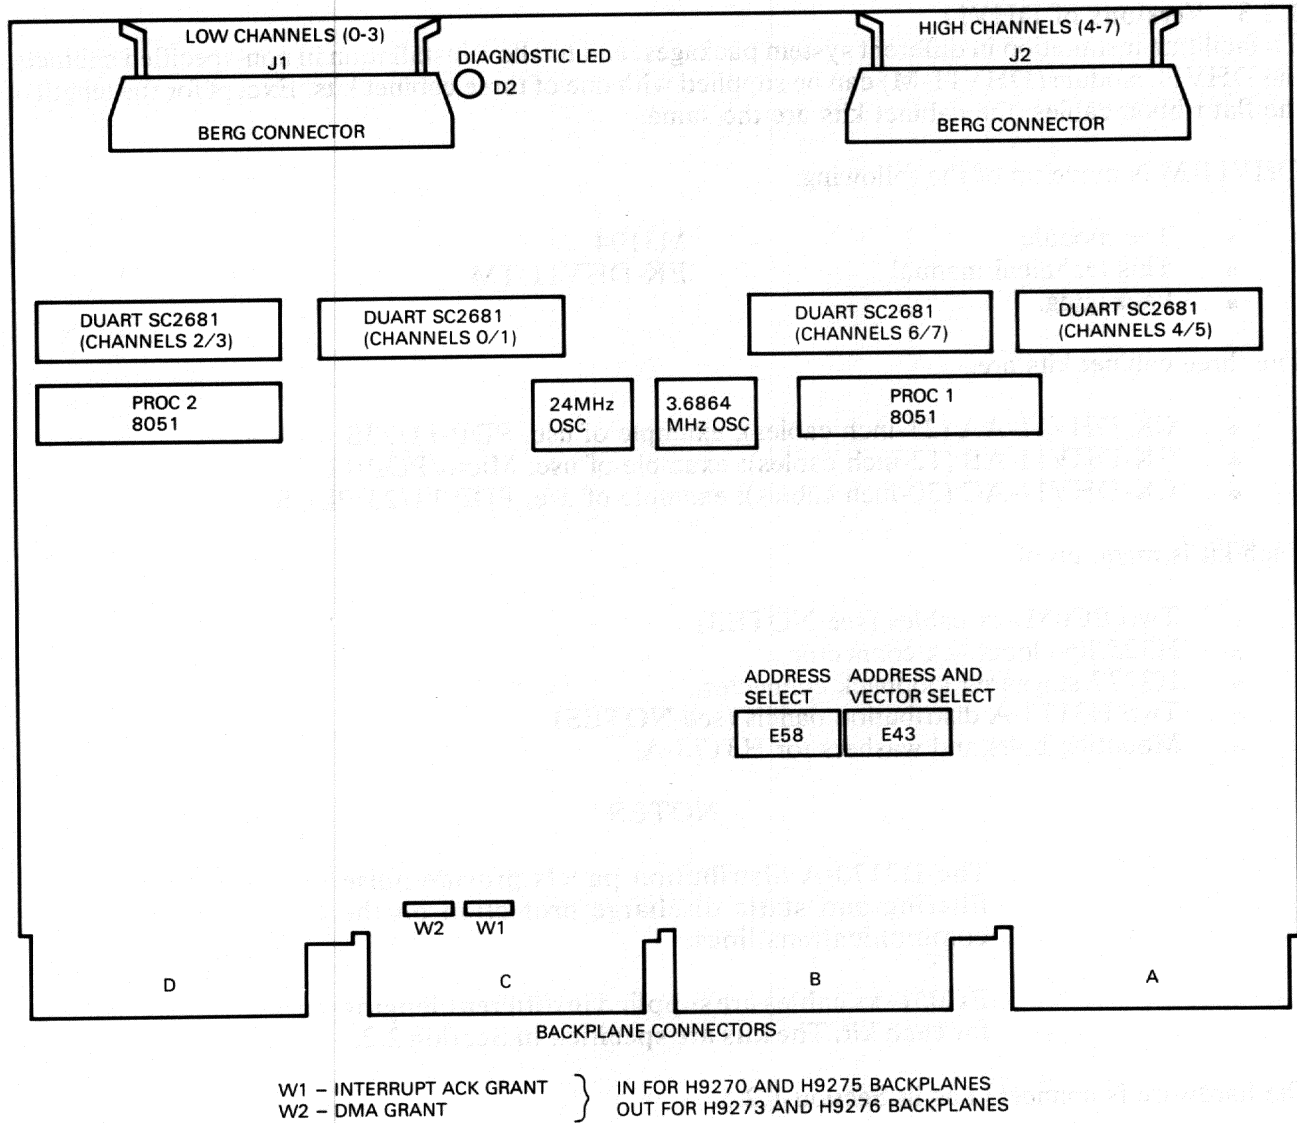 LOW CHANNELS (0-3)
J1
BERG CONNECTOR
DIAGNOSTIC LED
D2
HIGH CHANNELS (4-7)
J2
BERG CONNECTOR
DUART SC2681
(CHANNELS 2/3)
DUART SC2681
(CHANNELS 0/1)
DUART SC2681
(CHANNELS 6/7)
DUART SC2681
(CHANNELS 4/5)
PROC 2
8051
24MHz
OSC
3.6864
MHz OSC
PROC 1
8051
ADDRESS
SELECT
ADDRESS AND
VECTOR SELECT
E58
E43
W2
W1
D
C
B
A
BACKPLANE CONNECTORS
W1 – INTERRUPT ACK GRANT
W2 – DMA GRANT
IN FOR H9270 AND H9275 BACKPLANES
OUT FOR H9273 AND H9276 BACKPLANES